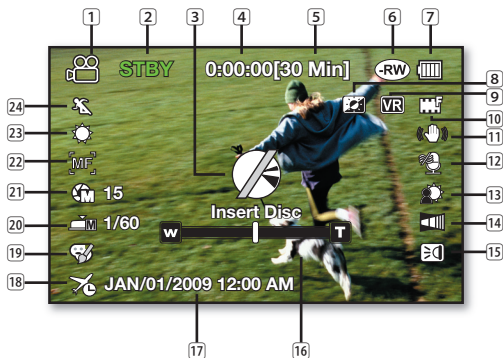 1 2 3 4 5 6 7
STBY 0:00:00[30 Min] -RW
8
VR 9
10
24
11
23
MF 12
22
13
M 15
21
Insert Disc 14
M 1/60
20
W T 15
19
18
JAN/01/2009 12:00 AM
17 16